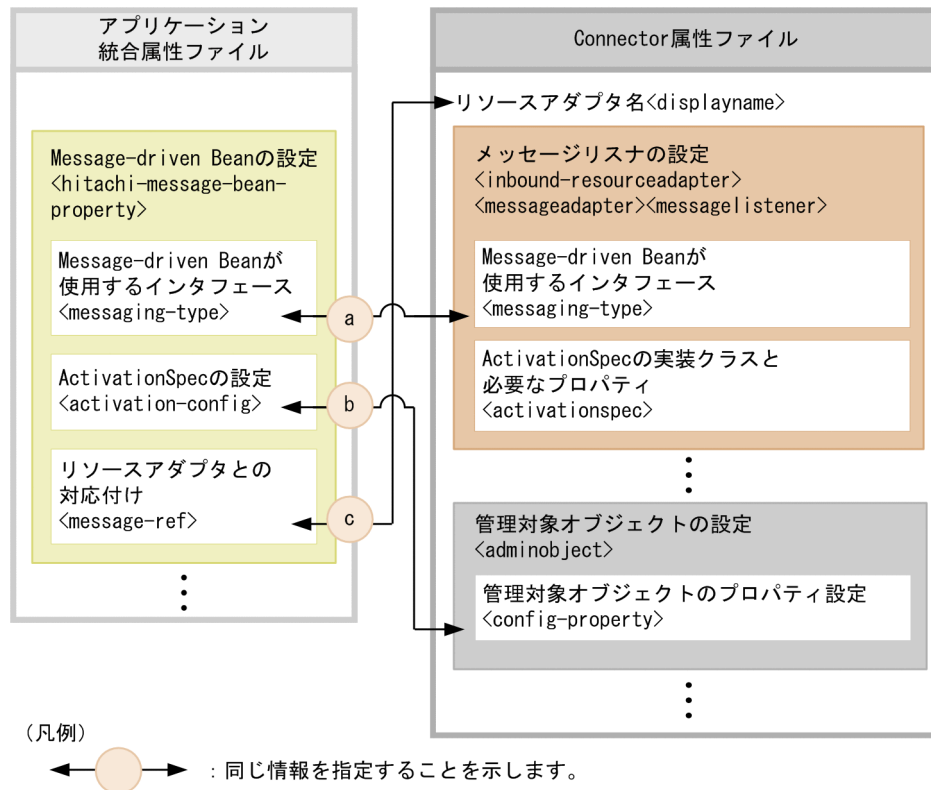 アプリケーション
統合属性ファイル
Message-driven Beanの設定
<hitachi-message-bean-
property>
Message-driven Beanが
使用するインタフェース
<messaging-type>
ActivationSpecの設定
<activation-config>
リソースアダプタとの
対応付け
<message-ref>
⋮
a
b
c
Connector属性ファイル
リソースアダプタ名<displayname>
メッセージリスナの設定
<inbound-resourceadapter>
<messageadapter><messagelistener>
Message-driven Beanが
使用するインタフェース
<messaging-type>
ActivationSpecの実装クラスと
必要なプロパティ
<activationspec>
⋮
管理対象オブジェクトの設定
<adminobject>
管理対象オブジェクトのプロパティ設定
<config-property>
⋮
(凡例)
:同じ情報を指定することを示します。